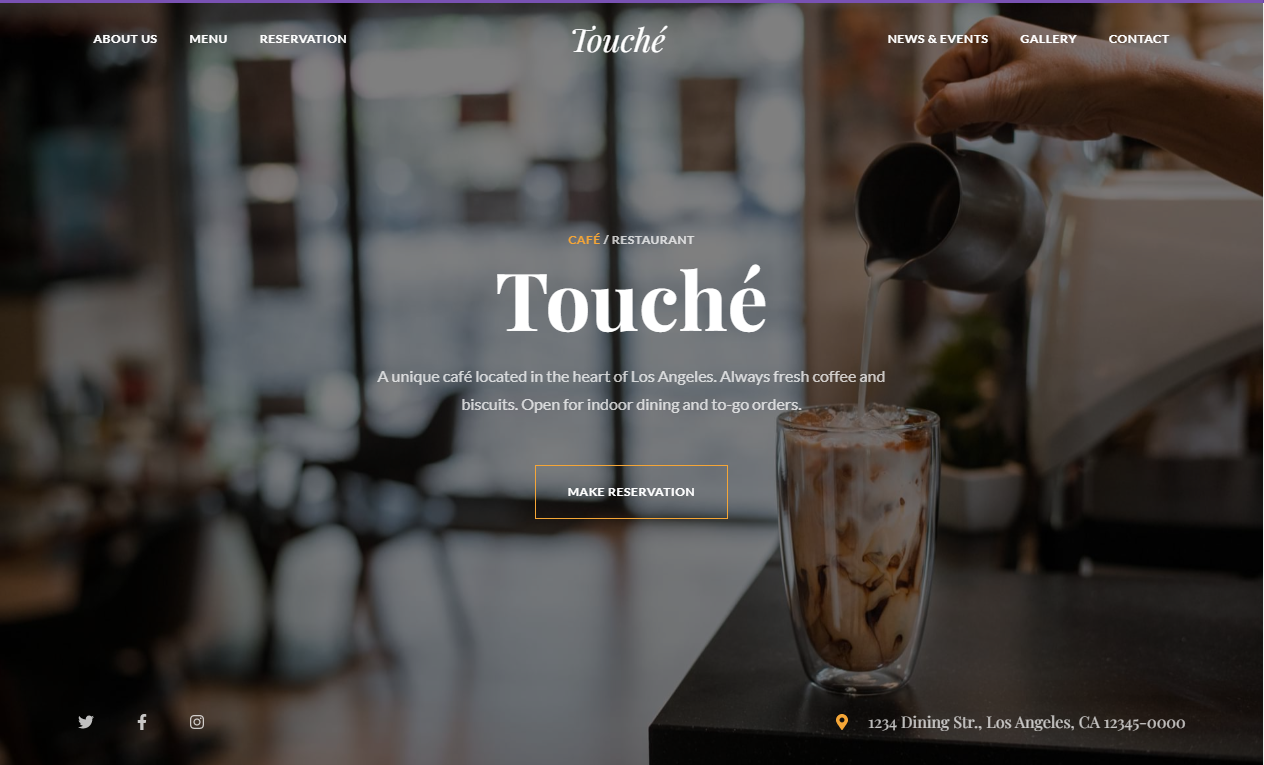 ABOUT US MENU RESERVATION Touché NEWS & EVENTS GALLERY CONTACT
CAFÉ / RESTAURANT
Touché
A unique café located in the heart of Los Angeles. Always fresh coffee and
biscuits. Open for indoor dining and to-go orders.
MAKE RESERVATION
1234 Dining Str., Los Angeles, CA 12345-0000